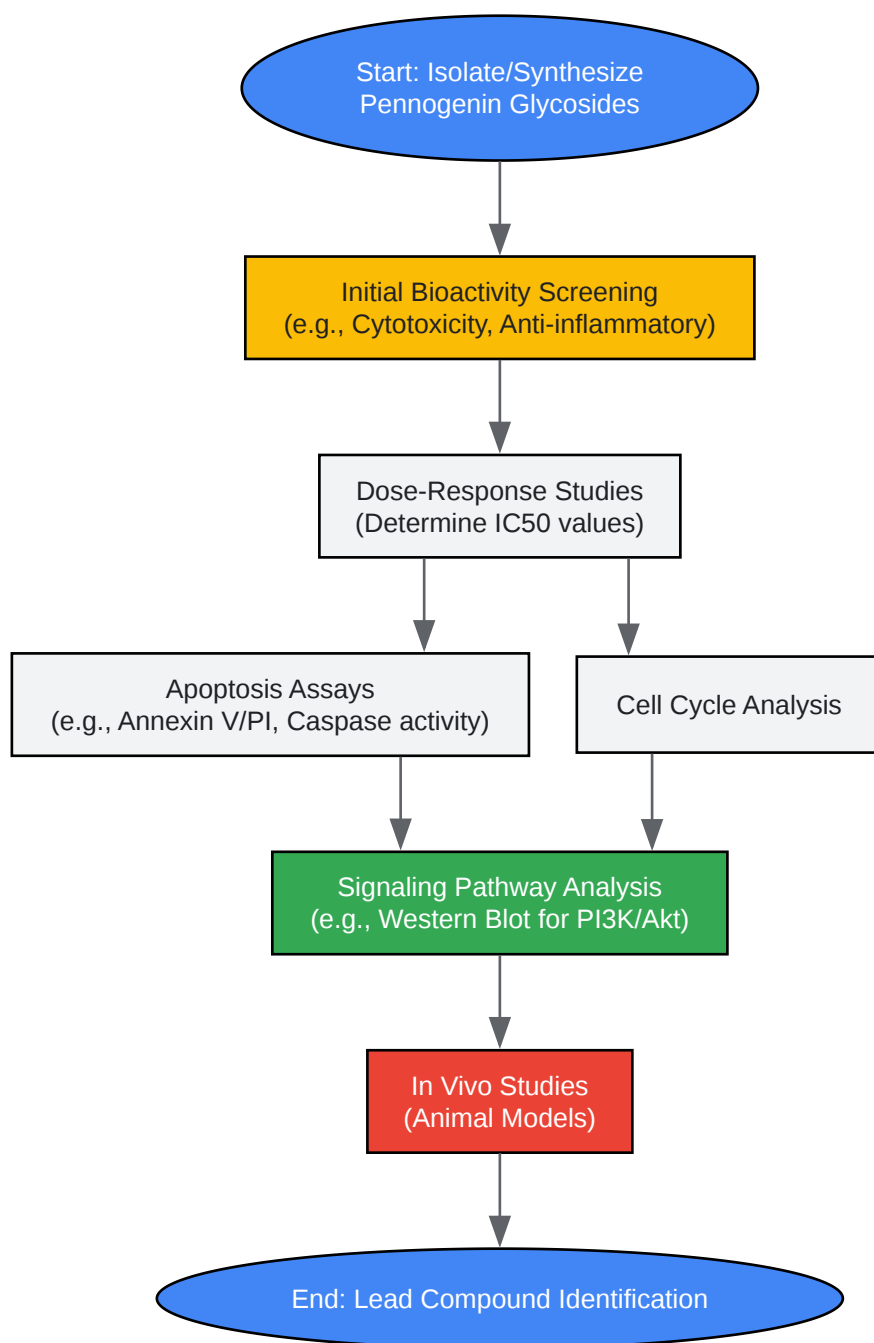 Start: Isolate/Synthesize
Pennogenin Glycosides
Initial Bioactivity Screening
(e.g., Cytotoxicity, Anti-inflammatory)
Dose-Response Studies
(Determine IC50 values)
Apoptosis Assays
(e.g., Annexin V/PI, Caspase activity)
Cell Cycle Analysis
Signaling Pathway Analysis
(e.g., Western Blot for PI3K/Akt)
In Vivo Studies
(Animal Models)
End: Lead Compound Identification